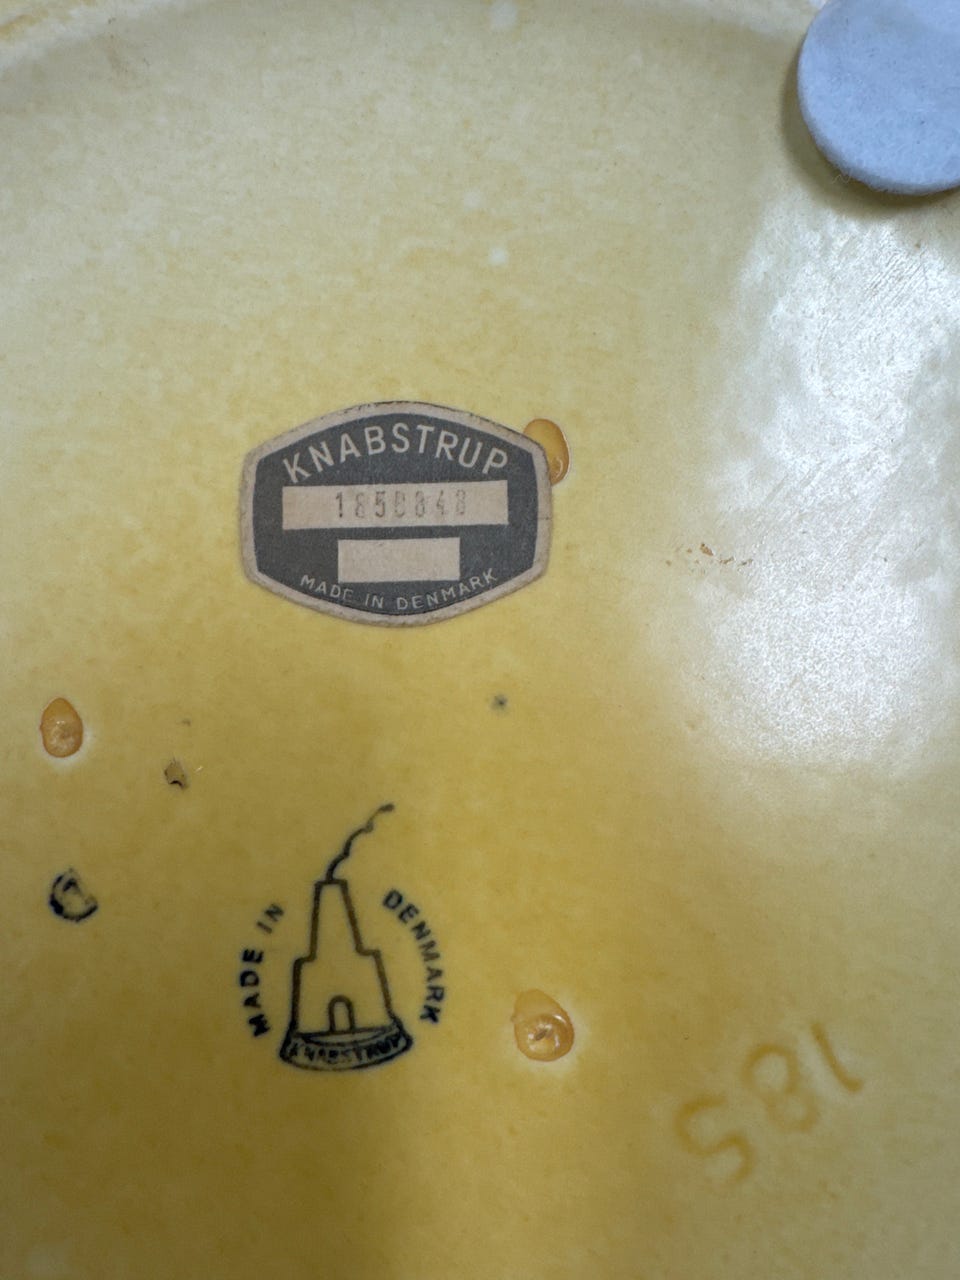 KNABSTRUP
1850848
MADE IN DENMARK
MADE IN DENMARK
KNABSTRUP
185